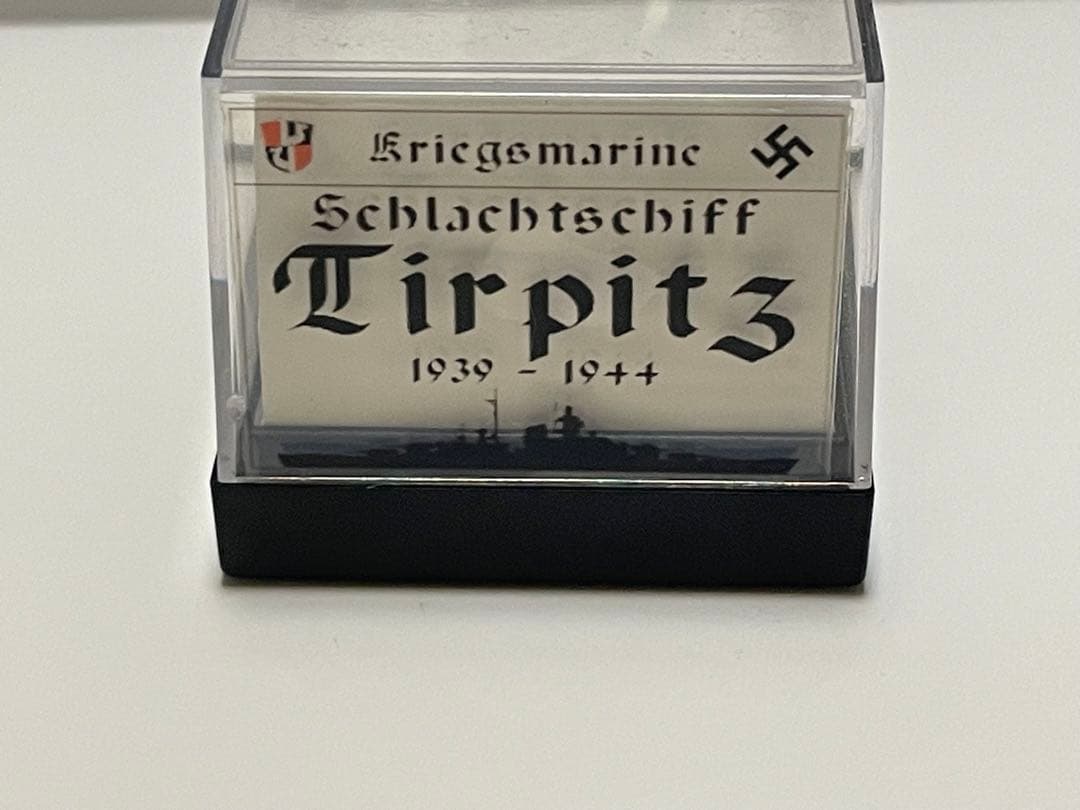 Kriegsmarine
Schlachtschiff
Tirpitz
1939 - 1944